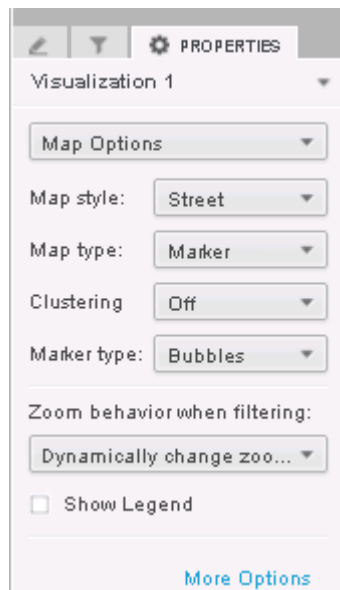 PROPERTIES
Visualization 1
Map Options
Map style: Street
Map type: Marker
Clustering Off
Marker type: Bubbles
Zoom behavior when filtering:
Dynamically change zoo...
Show Legend
More Options